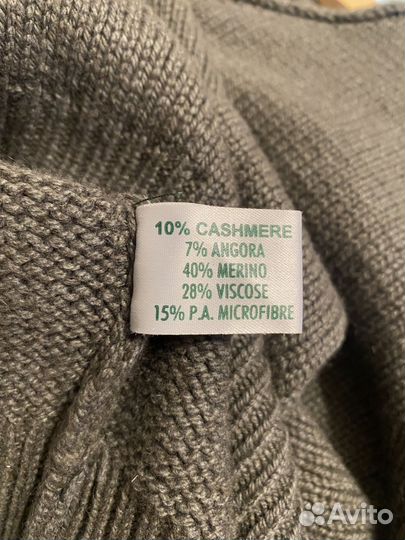 10% CASHMERE
7% ANGORA
40% MERINO
28% VISCOSE
15% P.A. MICROFIBRE
Avito